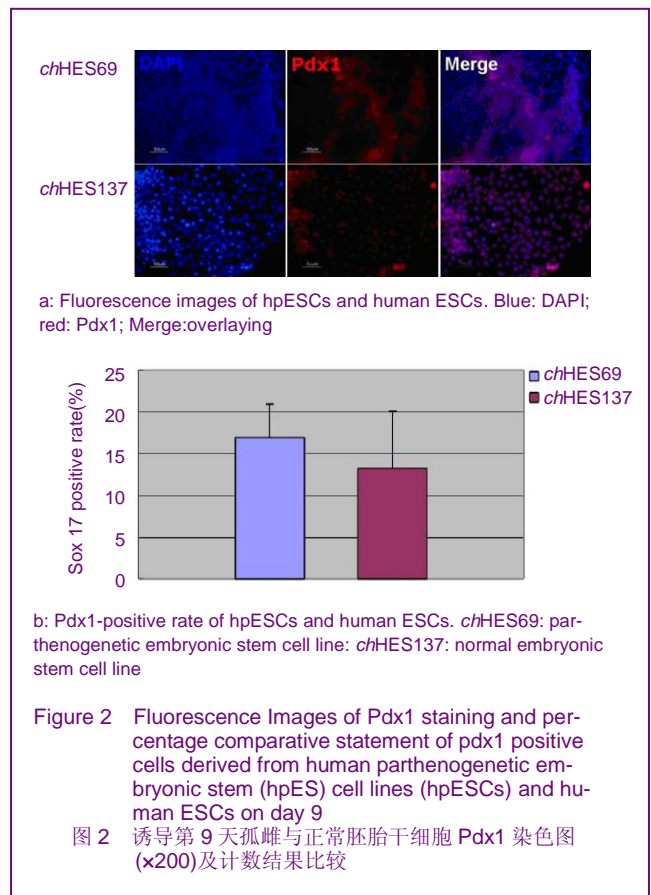 chHES69
DAPI
Pdx1
Merge
chHES137
a: Fluorescence images of hpESCs and human ESCs. Blue: DAPI;
red: Pdx1; Merge:overlaying
25
20
15
10
5
0
Sox 17 positive rate(%)
chHES69
chHES137
b: Pdx1-positive rate of hpESCs and human ESCs. chHES69: par-
thenogenetic embryonic stem cell line: chHES137: normal embryonic
stem cell line
Figure 2 Fluorescence Images of Pdx1 staining and per-
centage comparative statement of pdx1 positive
cells derived from human parthenogenetic em-
bryonic stem (hpES) cell lines (hpESCs) and hu-
man ESCs on day 9
图 2 诱导第 9 天孤雌与正常胚胎干细胞 Pdx1 染色图
(×200)及计数结果比较